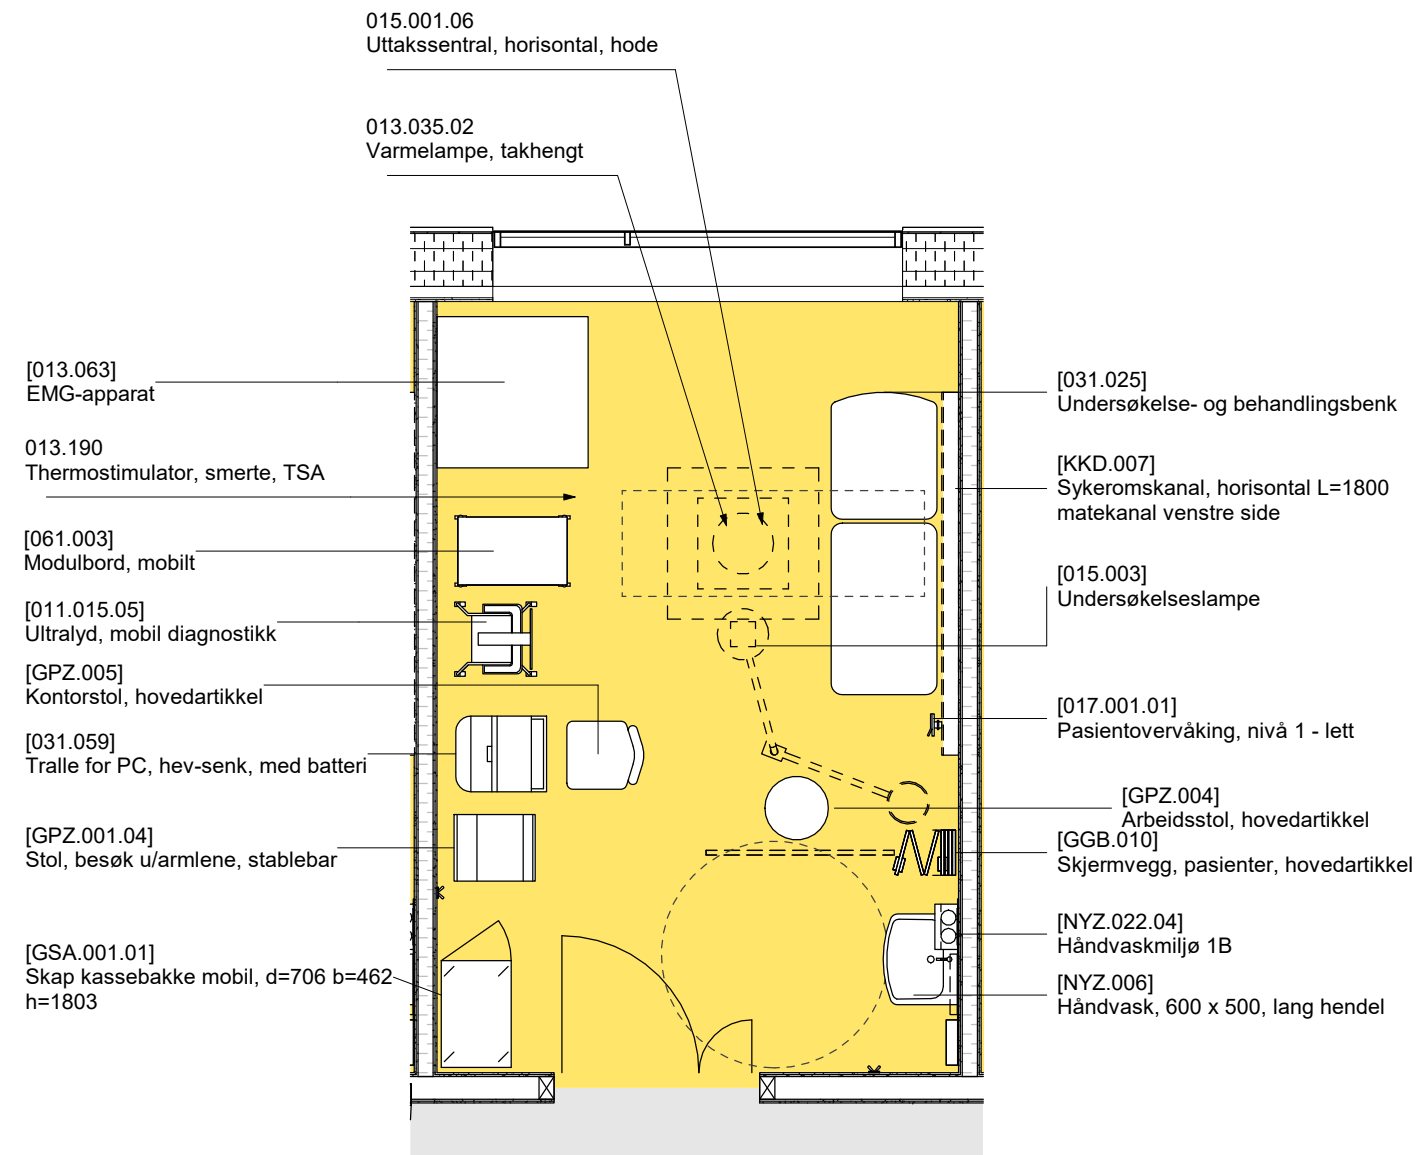 015.001.06
Uttakssentral, horisontal, hode
013.035.02
Varmelampe, takhengt
[013.063]
EMG-apparat
013.190
Thermostimulator, smerte, TSA
[061.003]
Modulbord, mobilt
[011.015.05]
Ultralyd, mobil diagnostikk
[GPZ.005]
Kontorstol, hovedartikkel
[031.059]
Tralle for PC, hev-senk, med batteri
[GPZ.001.04]
Stol, besøk u/armlene, stablebar
[GSA.001.01]
Skap kassebakke mobil, d=706 b=462
h=1803
[031.025]
Undersøkelse- og behandlingsbenk
[KKD.007]
Sykeromskanal, horisontal L=1800
matekanal venstre side
[015.003]
Undersøkelseslampe
[017.001.01]
Pasientovervåking, nivå 1 - lett
[GPZ.004]
Arbeidsstol, hovedartikkel
[GGB.010]
Skjermvegg, pasienter, hovedartikkel
[NYZ.022.04]
Håndvaskmiljø 1B
[NYZ.006]
Håndvask, 600 x 500, lang hendel